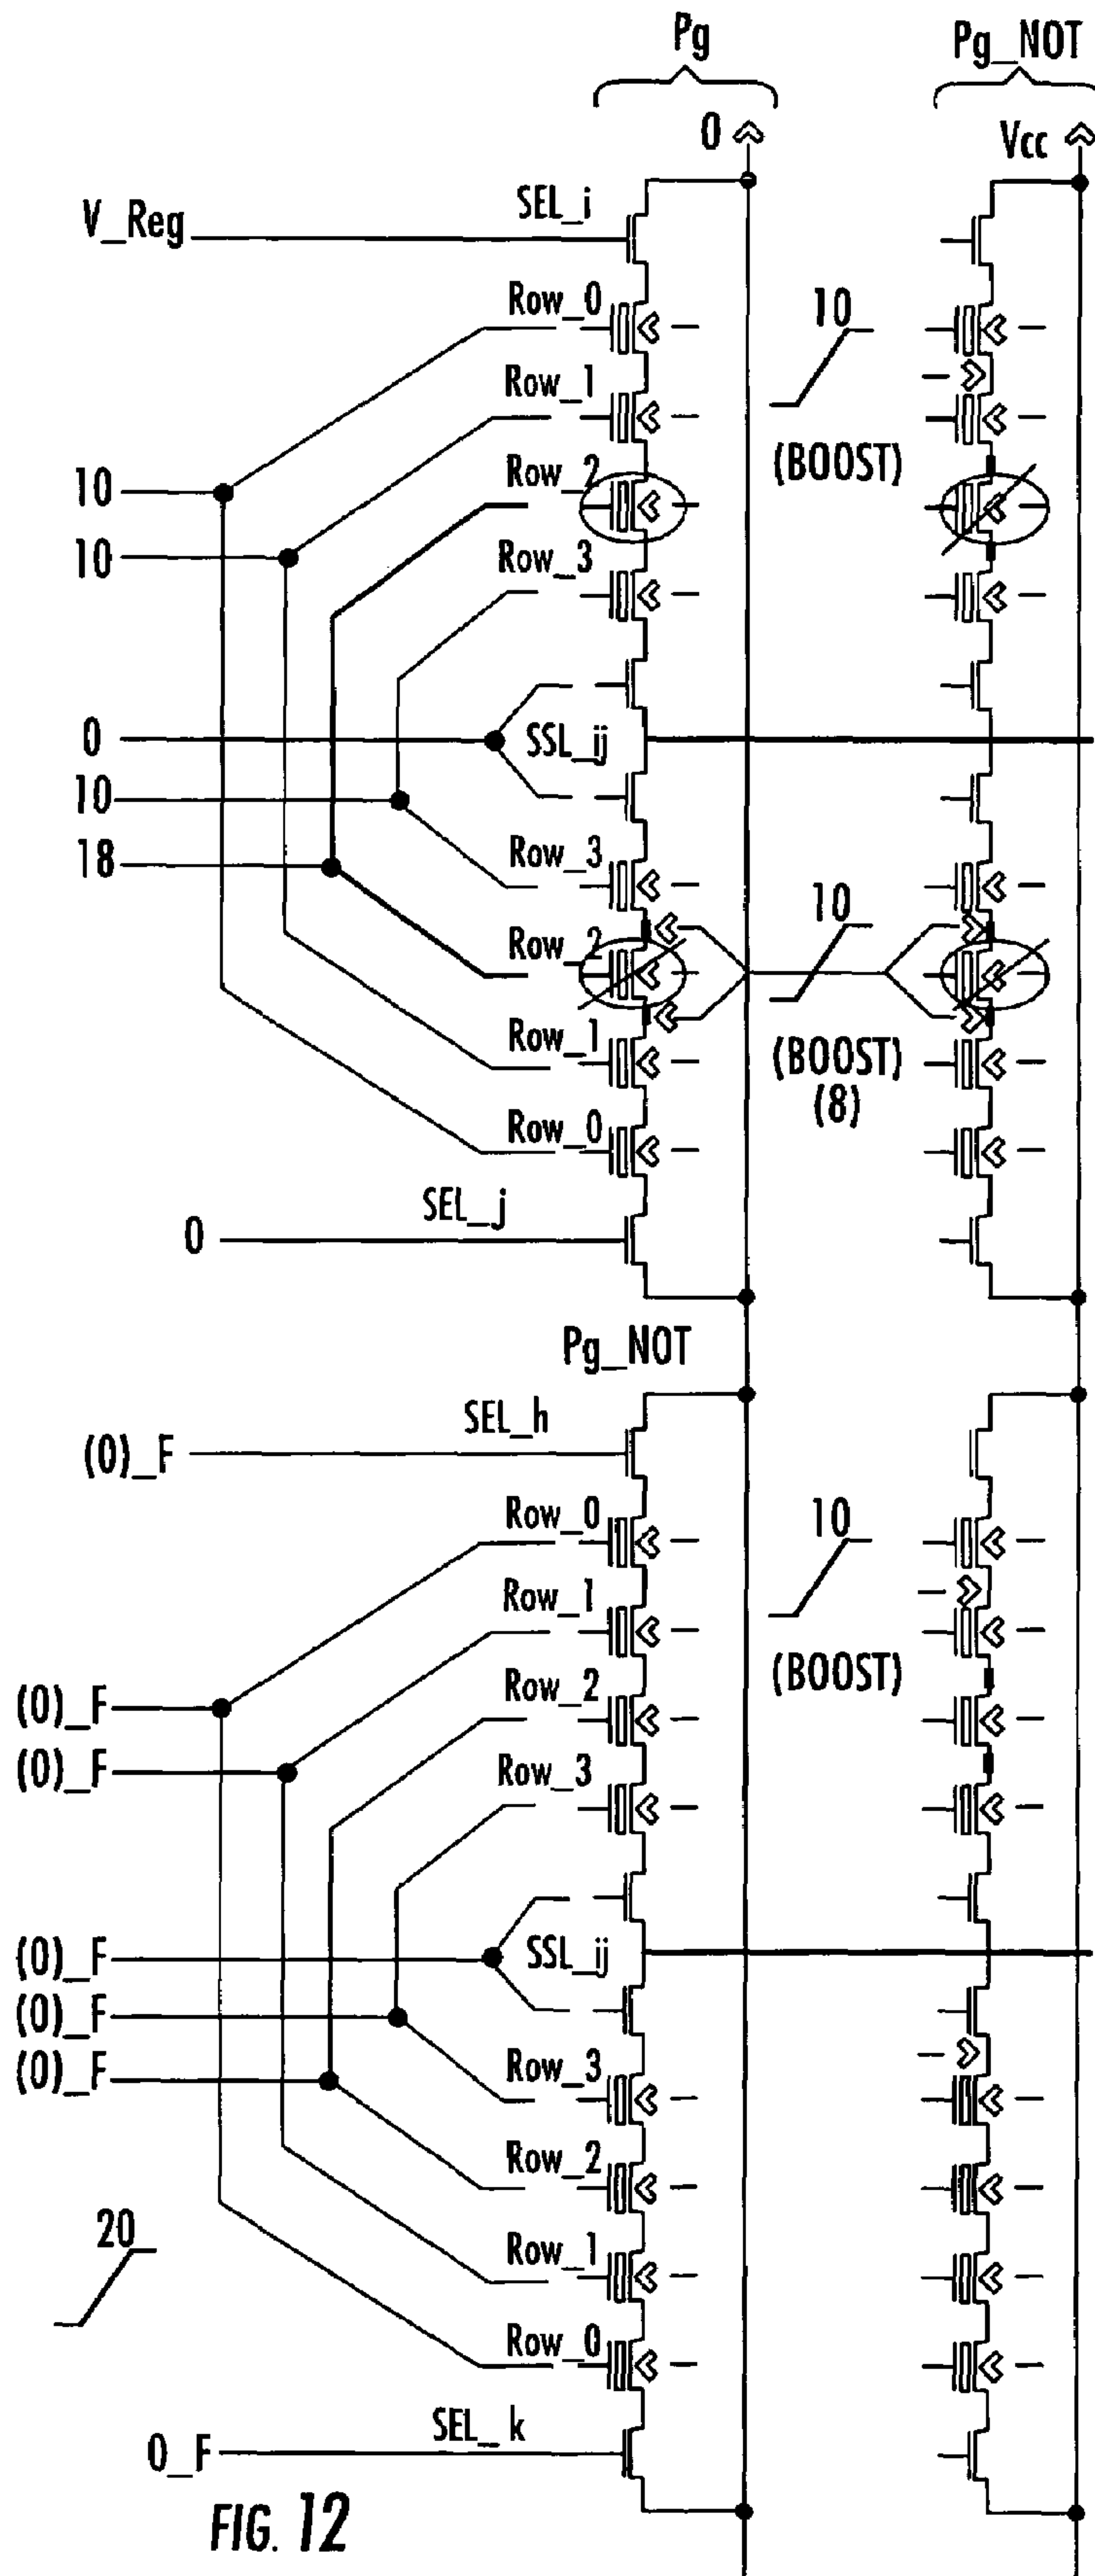 Pg
Pg_NOT
0
Vcc
V_Reg
SEL_i
Row_0
10
Row_1
(BOOST)
10
Row_2
10
Row_3
0
SSL_ij
10
18
Row_3
10
Row_2
(BOOST)
(8)
Row_1
Row_0
SEL_j
0
Pg_NOT
SEL_h
(0)_F
Row_0
10
Row_1
(BOOST)
Row_2
(0)_F
(0)_F
Row_3
(0)_F
SSL_ij
(0)_F
(0)_F
Row_3
Row_2
20
Row_1
Row_0
SEL_k
0_F
FIG. 12